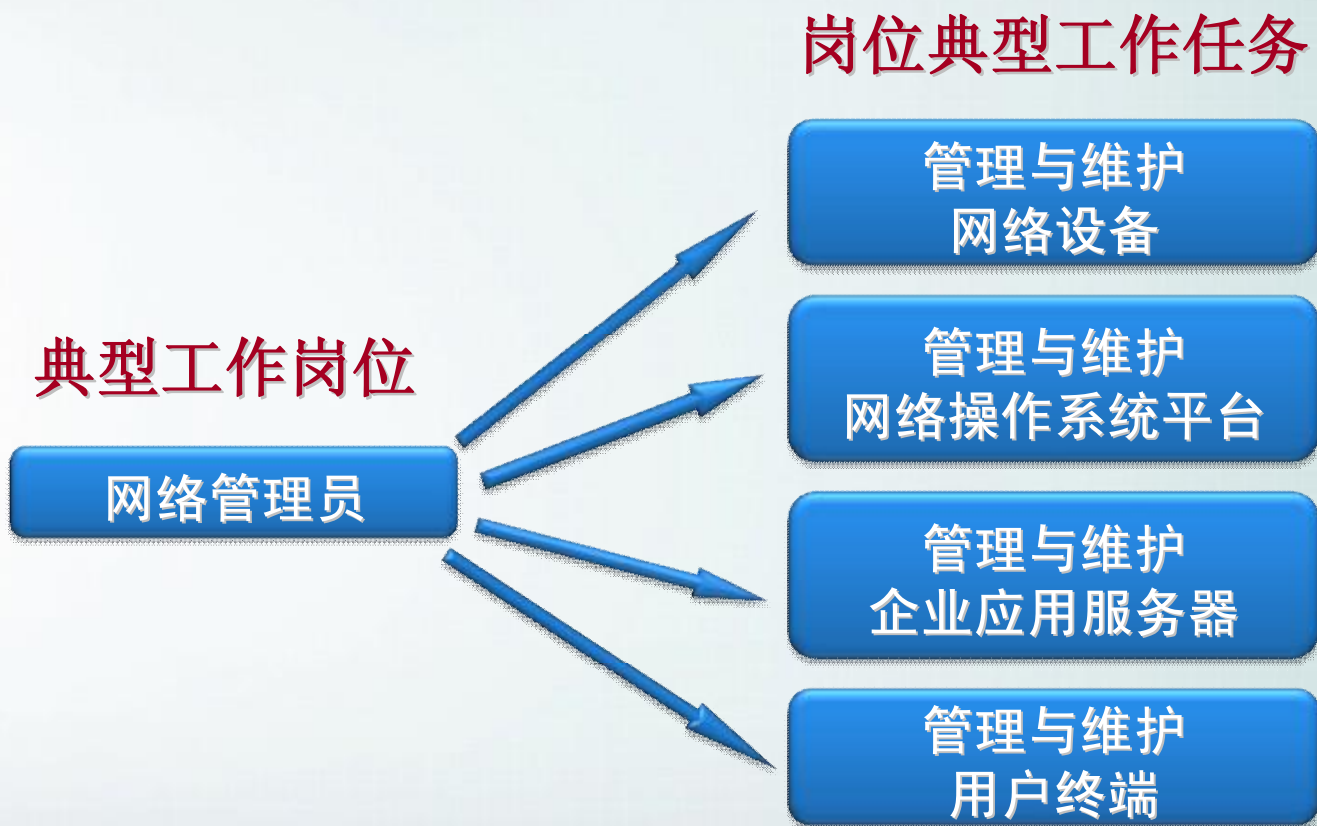 岗位典型工作任务
管理与维护
网络设备
管理与维护
网络操作系统平台
典型工作岗位
网络管理员
管理与维护
企业应用服务器
管理与维护
用户终端